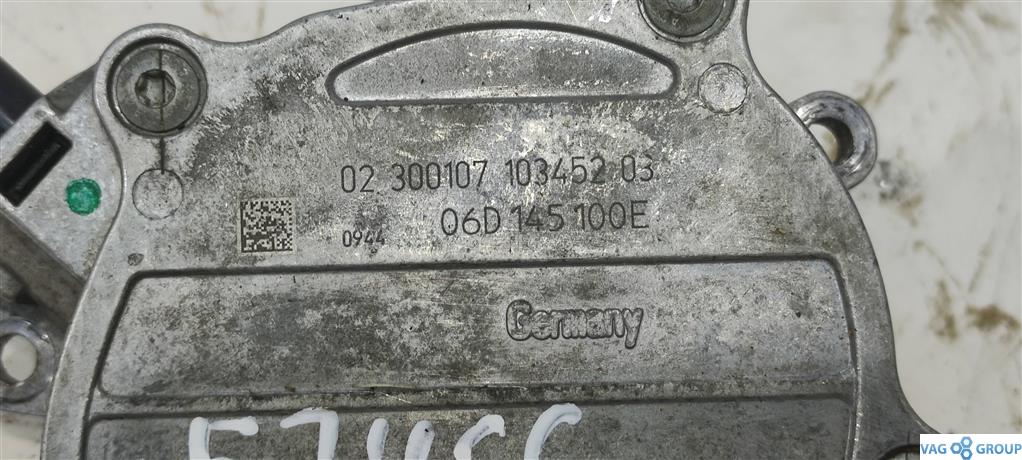 02 300107 103452 03
06D 145 100E
0944
Germany
VAG GROUP